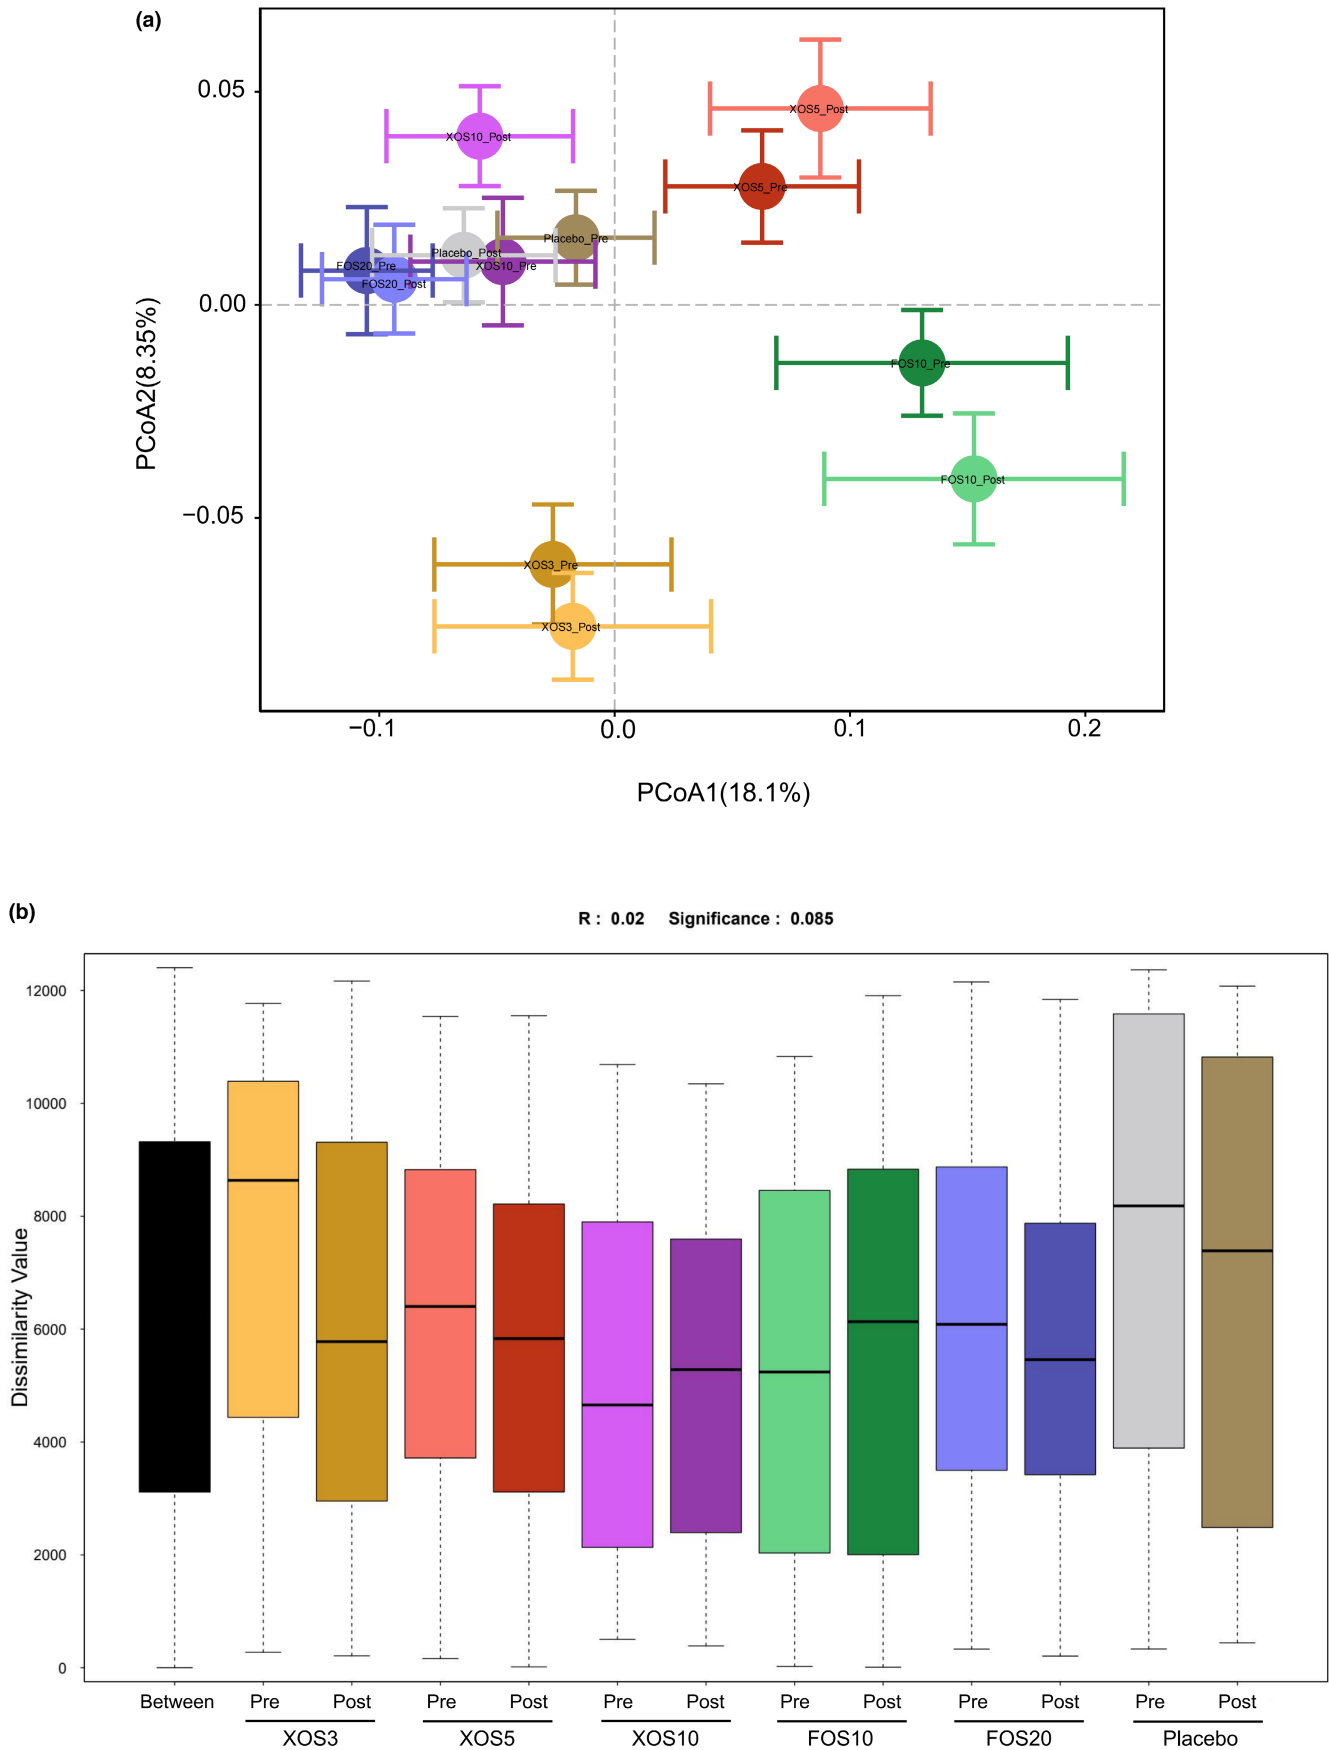 (a)
0.05
0.00
−0.05
PCoA2(8.35%)
XOS5_Post
XOS10_Post
XOS5_Pre
Placebo_Pre
Placebo_Post
FOS20_Pre
XOS10_Pre
FOS20_Post
FOS10_Pre
FOS10_Post
XOS3_Pre
XOS3_Post
−0.1
0.0
0.1
0.2
PCoA1(18.1%)
(b)
R : 0.02 Significance : 0.085
12000
10000
8000
6000
4000
2000
0
Dissimilarity Value
Between Pre Post Pre Post Pre Post Pre Post Pre Post Pre Post
XOS3 XOS5 XOS10 FOS10 FOS20 Placebo